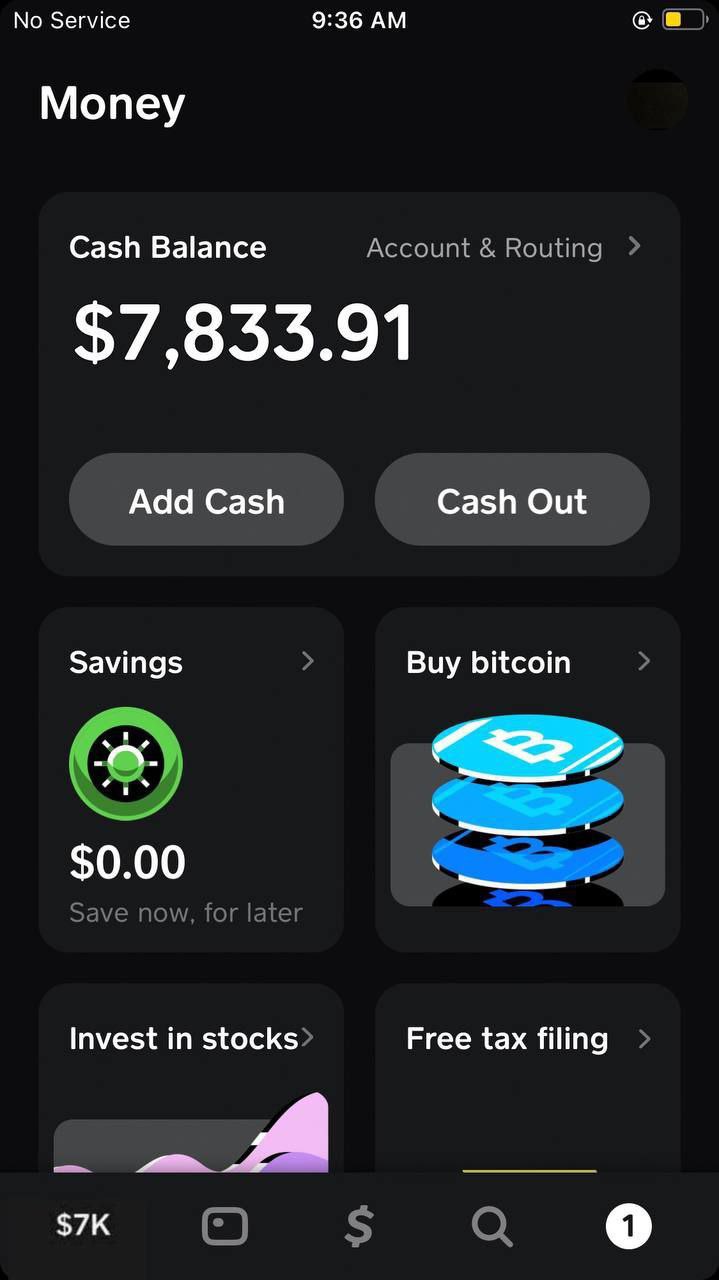 No Service 9:36 AM
Money
Cash Balance Account & Routing
$7,833.91
Add Cash Cash Out
Savings Buy bitcoin
$0.00
Save now, for later
Invest in stocks Free tax filing
$7K $ 1